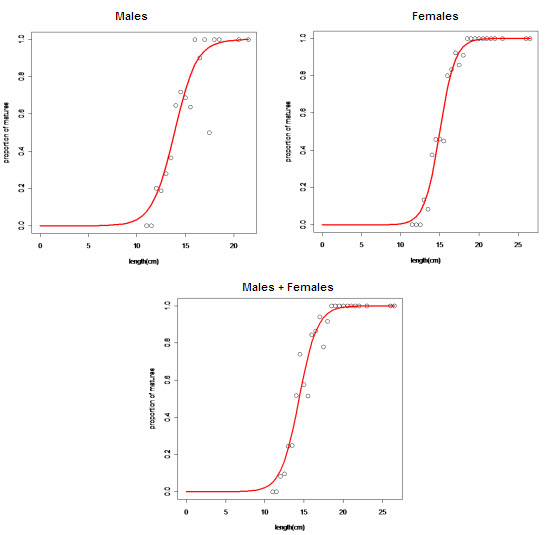 Males
Females
1.0
0.8
0.6
0.4
0.2
0.0
proportion of matures
0 5 10 15 20
length(cm)
1.0
0.8
0.6
0.4
0.2
0.0
proportion of matures
0 5 10 15 20 25
length(cm)
Males + Females
1.0
0.8
0.6
0.4
0.2
0.0
proportion of matures
0 5 10 15 20 25
length(cm)